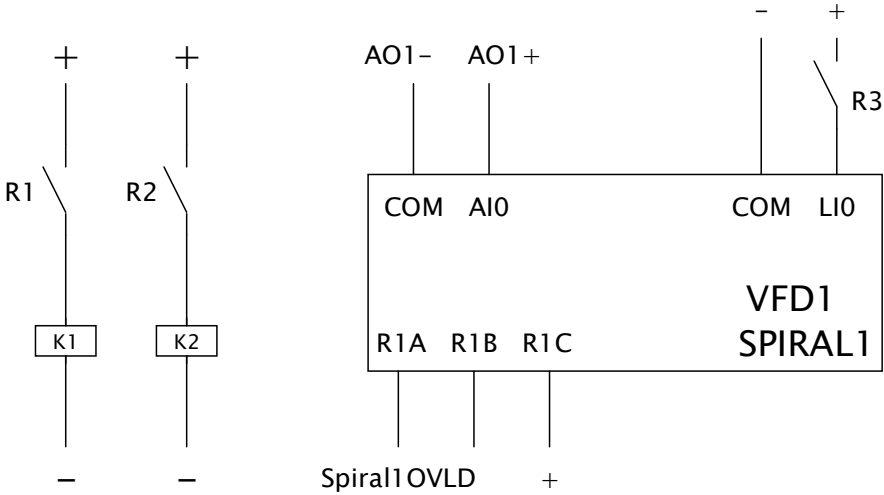 - +
+ + AO1- AO1+
R3
R1 R2
COM AI0 COM LI0
VFD1
K1 K2 R1A R1B R1C SPIRAL1
- - Spiral1OVLD +